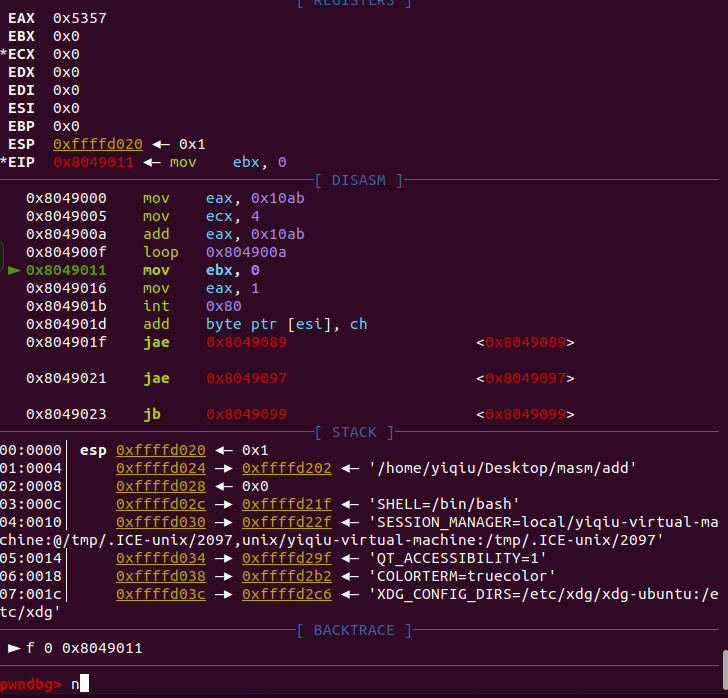 [ REGISTERS ]
EAX  0x5357
EBX  0x0
*ECX  0x0
EDX  0x0
EDI  0x0
ESI  0x0
EBP  0x0
ESP  0xffffd020 ◂— 0x1
*EIP  0x8049011 ◂— mov    ebx, 0
[ DISASM ]
0x8049000    mov    eax, 0x10ab
0x8049005    mov    ecx, 4
0x804900a    add    eax, 0x10ab
0x804900f    loop   0x804900a
► 0x8049011    mov    ebx, 0
0x8049016    mov    eax, 1
0x804901b    int    0x80
0x804901d    add    byte ptr [esi], ch
0x804901f    jae    0x8049089                     <0x8049089>
0x8049021    jae    0x8049097                     <0x8049097>
0x8049023    jb     0x8049099                     <0x8049099>
[ STACK ]
00:0000│ esp 0xffffd020 ◂— 0x1
01:0004│     0xffffd024 —▸ 0xffffd202 ◂— '/home/yiqiu/Desktop/masm/add'
02:0008│     0xffffd028 ◂— 0x0
03:000c│     0xffffd02c —▸ 0xffffd21f ◂— 'SHELL=/bin/bash'
04:0010│     0xffffd030 —▸ 0xffffd22f ◂— 'SESSION_MANAGER=local/yiqiu-virtual-ma
chine:@/tmp/.ICE-unix/2097,unix/yiqiu-virtual-machine:/tmp/.ICE-unix/2097'
05:0014│     0xffffd034 —▸ 0xffffd29f ◂— 'QT_ACCESSIBILITY=1'
06:0018│     0xffffd038 —▸ 0xffffd2b2 ◂— 'COLORTERM=truecolor'
07:001c│     0xffffd03c —▸ 0xffffd2c6 ◂— 'XDG_CONFIG_DIRS=/etc/xdg/xdg-ubuntu:/e
tc/xdg'
[ BACKTRACE ]
► f 0 0x8049011
pwndbg> n